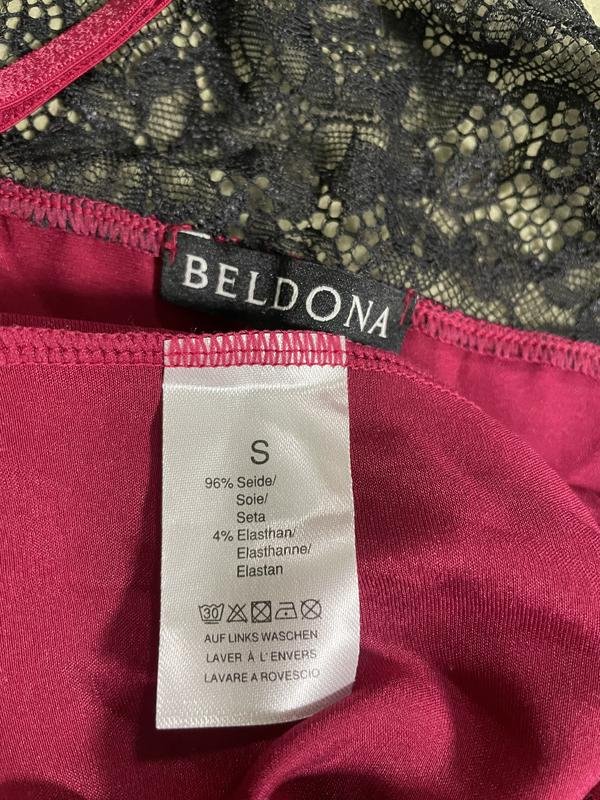 BELDONA
S
96% Seide/
Soie/
Seta
4% Elasthan/
Elasthanne/
Elastan
30
AUF LINKS WASCHEN
LAVER À L'ENVERS
LAVARE A ROVESCIO